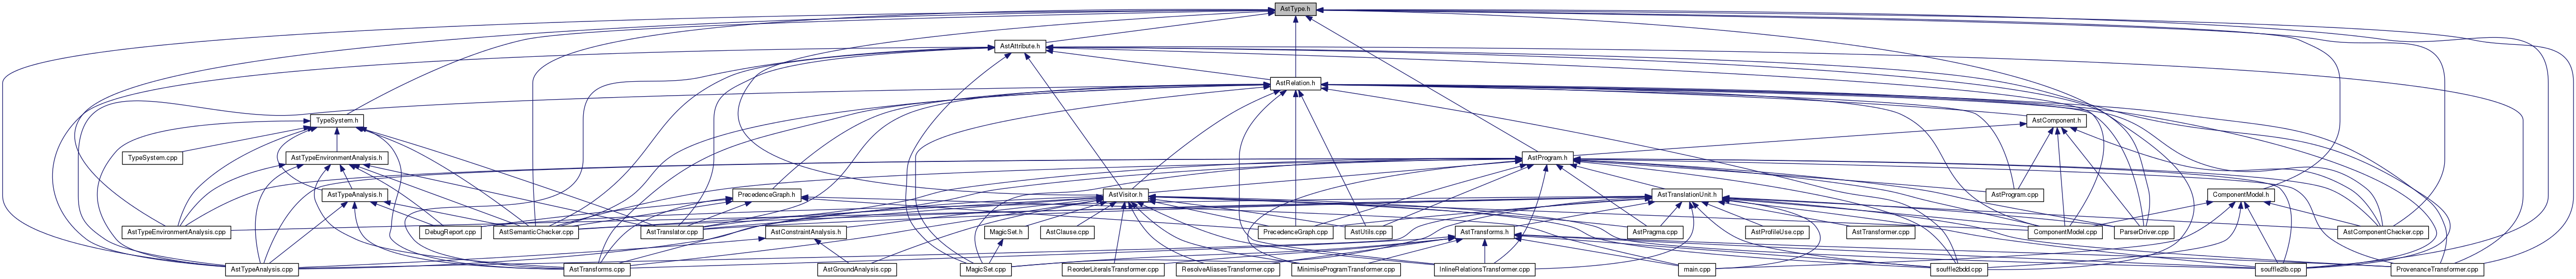 AstType.h
AstAttribute.h
AstRelation.h
TypeSystem.h
AstComponent.h
TypeSystem.cpp
AstTypeEnvironmentAnalysis.h
AstProgram.h
AstTypeAnalysis.h
PrecedenceGraph.h
AstVisitor.h
AstTranslationUnit.h
AstProgram.cpp
ComponentModel.h
AstTypeEnvironmentAnalysis.cpp
DebugReport.cpp
AstSemanticChecker.cpp
AstTranslator.cpp
AstConstraintAnalysis.h
MagicSet.h
AstClause.cpp
PrecedenceGraph.cpp
AstUtils.cpp
AstTransforms.h
AstPragma.cpp
AstProfileUse.cpp
AstTransformer.cpp
ComponentModel.cpp
ParserDriver.cpp
AstComponentChecker.cpp
AstTypeAnalysis.cpp
AstTransforms.cpp
AstGroundAnalysis.cpp
MagicSet.cpp
ReorderLiteralsTransformer.cpp
ResolveAliasesTransformer.cpp
MinimiseProgramTransformer.cpp
InlineRelationsTransformer.cpp
main.cpp
souffle2bdd.cpp
souffle2lb.cpp
ProvenanceTransformer.cpp